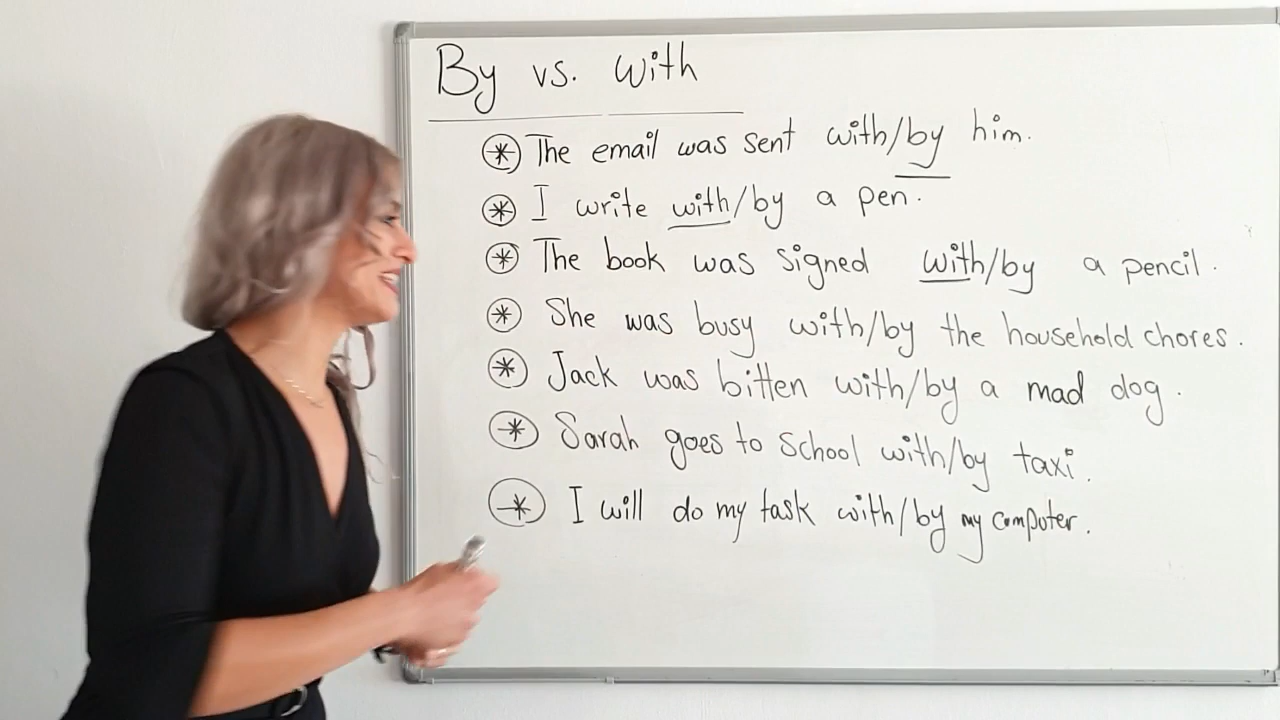 By vs. With
The email was sent with/by him.
I write with/by a pen.
The book was signed with/by a pencil.
She was busy with/by the household chores.
Jack was bitten with/by a mad dog.
Sarah goes to School with/by taxi.
I will do my task with/by my computer.